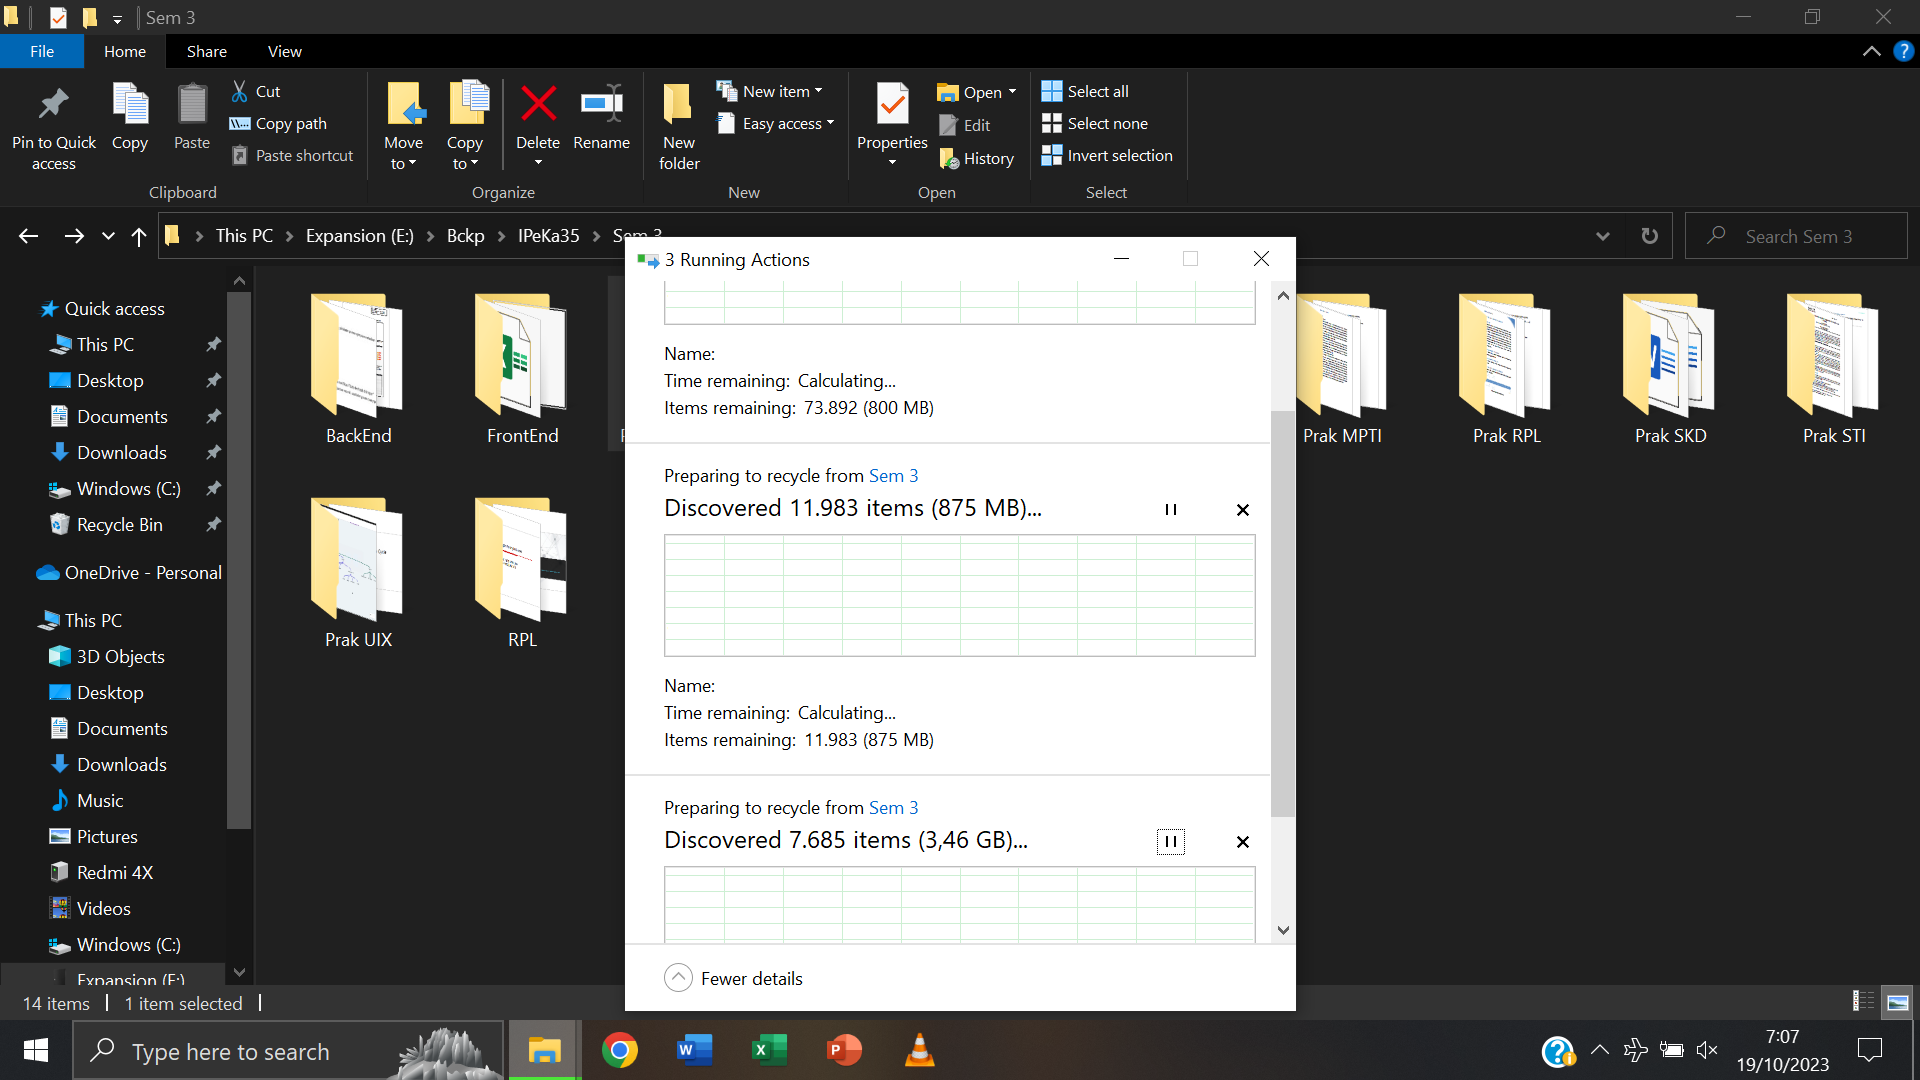 Sem 3
File
Home
Share
View
Pin to Quick
access
Copy
Paste
Cut
Copy path
Paste shortcut
Clipboard
Move
to
Copy
to
Delete
Rename
Organize
New
folder
New item
Easy access
New
Properties
Open
Edit
History
Open
Select all
Select none
Invert selection
Select
This PC
Expansion (E:)
Bckp
IPeKa35
Sem 3
Search Sem 3
Quick access
This PC
Desktop
Documents
Downloads
Windows (C:)
Recycle Bin
OneDrive - Personal
This PC
3D Objects
Desktop
Documents
Downloads
Music
Pictures
Redmi 4X
Videos
Windows (C:)
Expansion (E:)
BackEnd
FrontEnd
Prak MPTI
Prak RPL
Prak SKD
Prak STI
Prak UIX
RPL
3 Running Actions
Name:
Time remaining: Calculating...
Items remaining: 73.892 (800 MB)
Preparing to recycle from Sem 3
Discovered 11.983 items (875 MB)...
Name:
Time remaining: Calculating...
Items remaining: 11.983 (875 MB)
Preparing to recycle from Sem 3
Discovered 7.685 items (3,46 GB)...
Fewer details
14 items
1 item selected
Type here to search
7:07
19/10/2023